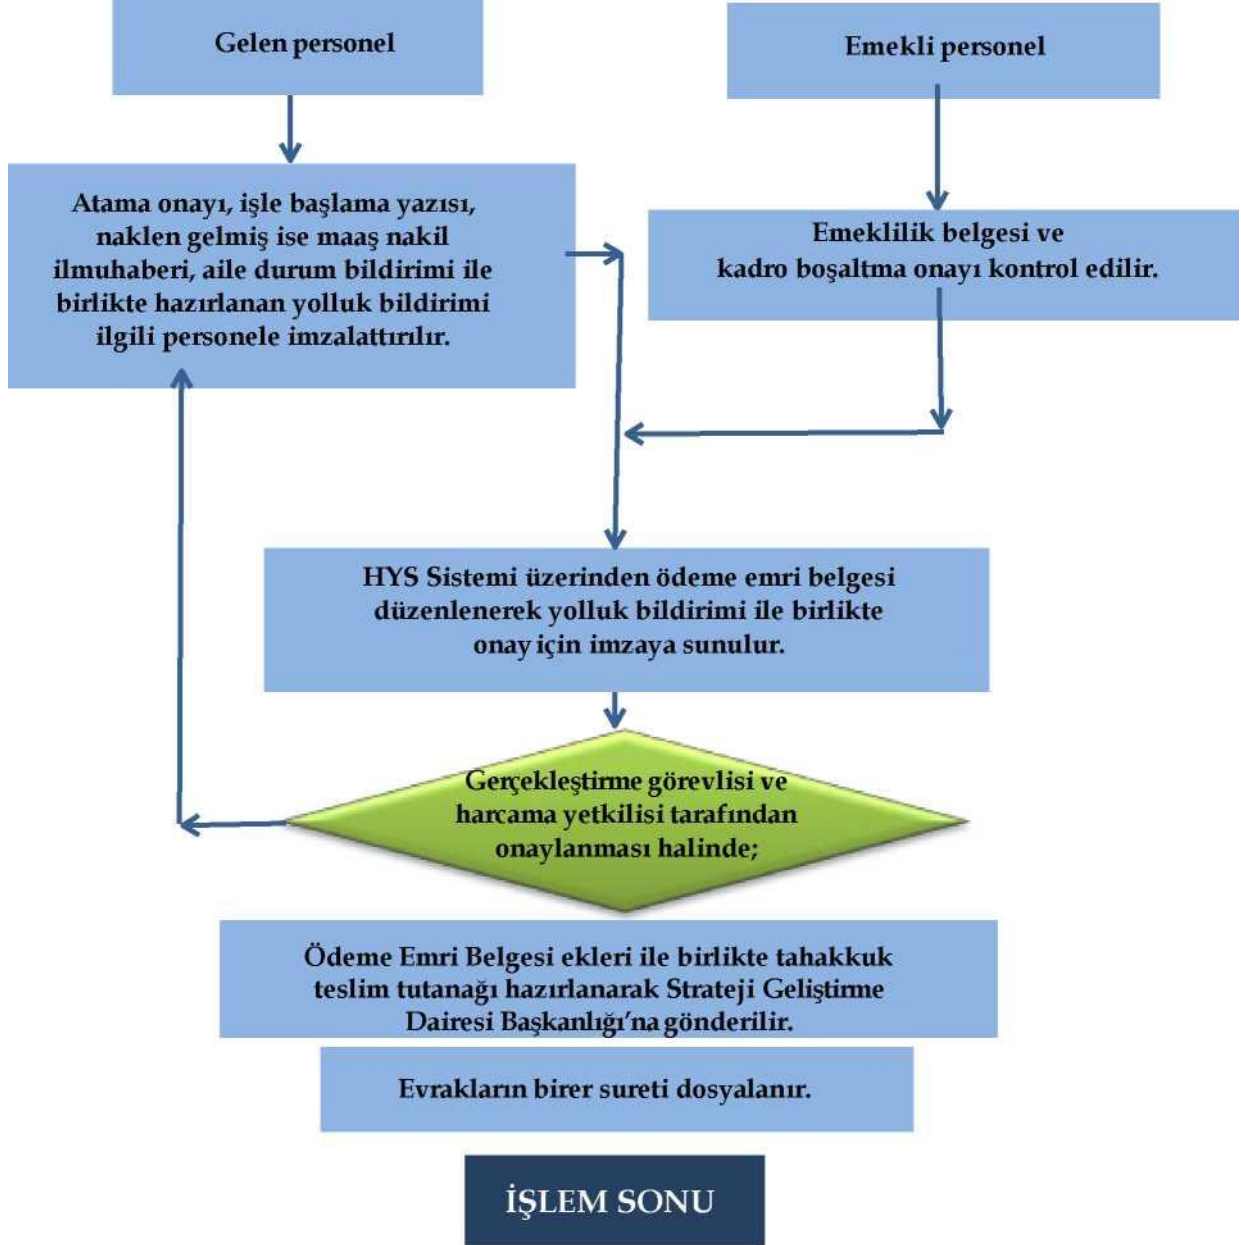 Gelen personel
Emekli personel
Atama onayı, işle başlama yazısı,
naklen gelmiş ise maaş nakil
ilmuhaberi, aile durum bildirimi ile
birlikte hazırlanan yolluk bildirimi
ilgili personele imzalattırılır.
Emeklilik belgesi ve
kadro boşaltma onayı kontrol edilir.
HYS Sistemi üzerinden ödeme emri belgesi
düzenlenerek yolluk bildirimi ile birlikte
onay için imzaya sunulur.
Gerçekleştirme görevlisi ve
harcama yetkilisi tarafından
onaylanması halinde;
Ödeme Emri Belgesi ekleri ile birlikte tahakkuk
teslim tutanağı hazırlanarak Strateji Geliştirme
Dairesi Başkanlığı’na gönderilir.
Evrakların birer sureti dosyalanır.
İŞLEM SONU